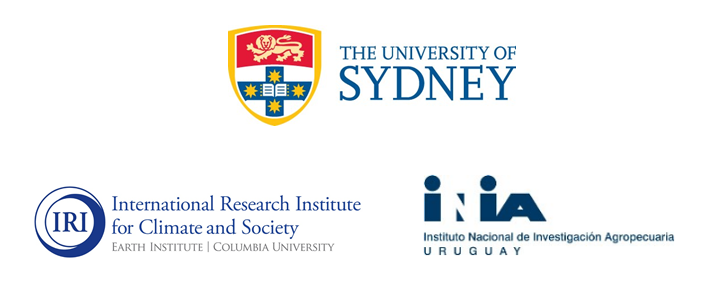 THE UNIVERSITY OF
SYDNEY
IRI
International Research Institute
for Climate and Society
EARTH INSTITUTE | COLUMBIA UNIVERSITY
INIA
Instituto Nacional de Investigación Agropecuaria
URUGUAY